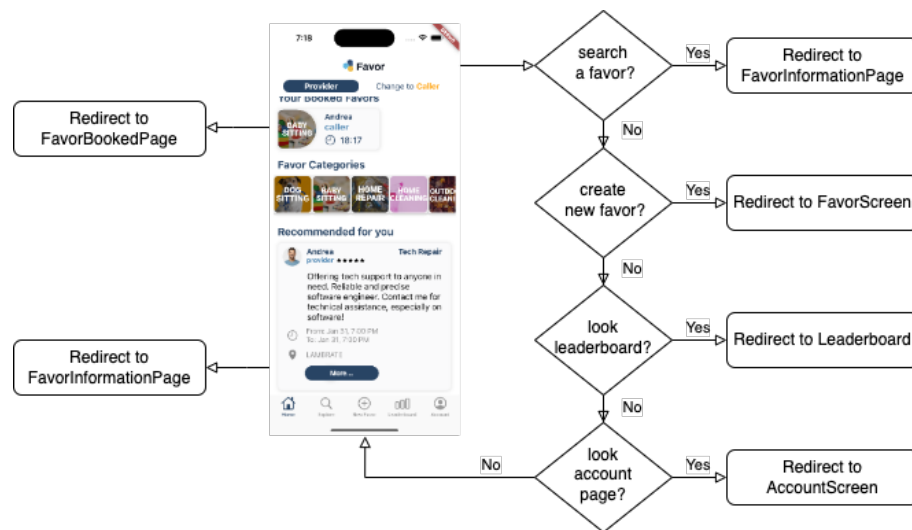 7:18
Favor
Provider
Change to Caller
Your Booked Favors
BABY
SITTING
Andrea
caller
18:17
Favor Categories
DOG
SITTING
BABY
SITTING
HOME
REPAIR
HOME
CLEANING
OUTDO
CLEANI
Recommended for you
Andrea
provider ★★★★★
Tech Repair
Offering tech support to anyone in
need. Reliable and precise
software engineer. Contact me for
technical assistance, especially on
software!
From: Jan 31, 7:00 PM
To: Jan 31, 7:00 PM
LAMBRATE
More ...
Home
Explore
Leaderboard
Account
Redirect to
FavorBookedPage
Redirect to
FavorInformationPage
search
a favor?
Yes
Redirect to
FavorInformationPage
No
create
new favor?
Yes
Redirect to FavorScreen
No
look
leaderboard?
Yes
Redirect to Leaderboard
No
look
account
page?
Yes
Redirect to
AccountScreen
No